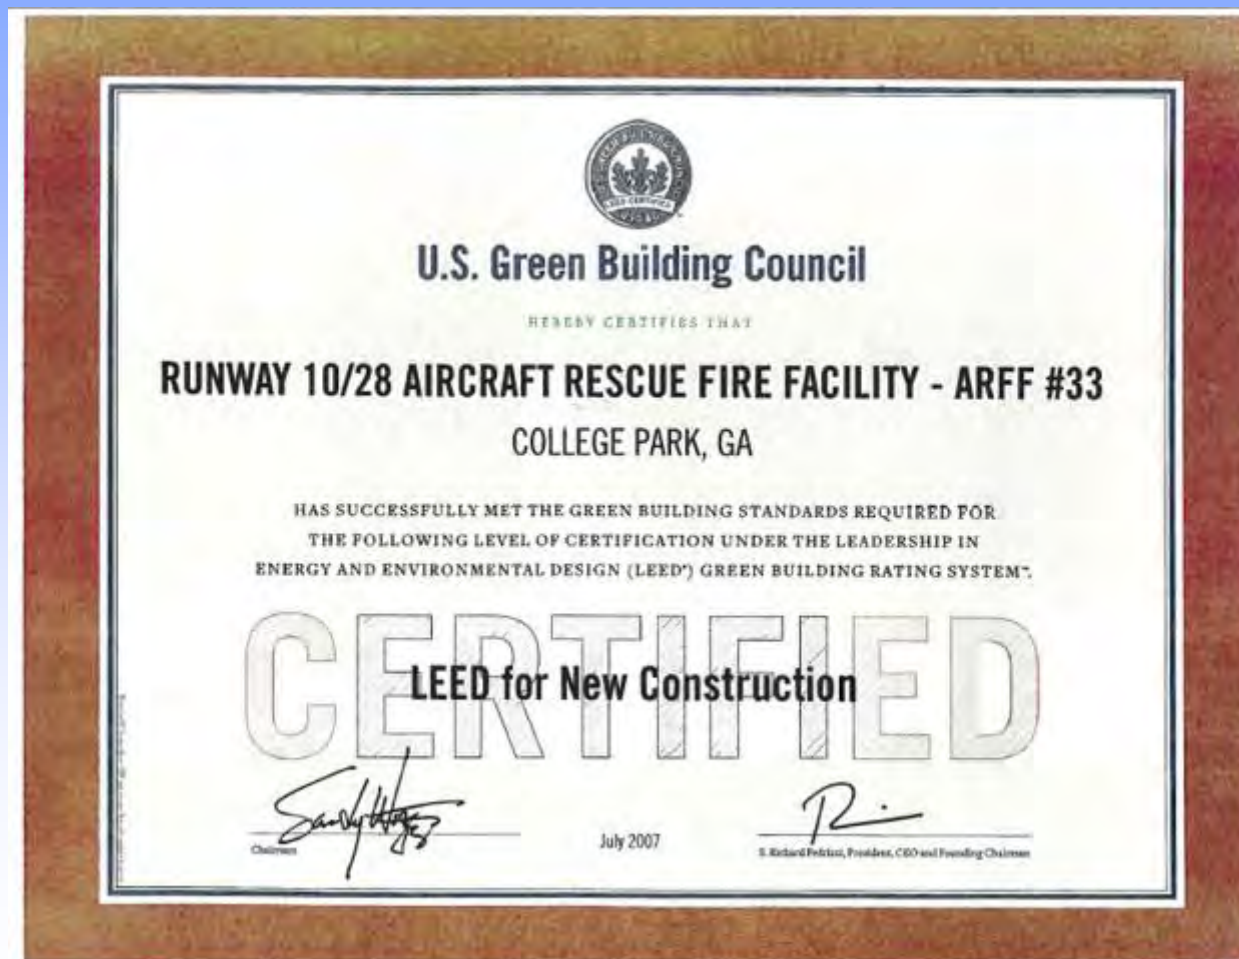 LEED CERTIFIED
USGBC
U.S. Green Building Council
HEREBY CERTIFIES THAT
RUNWAY 10/28 AIRCRAFT RESCUE FIRE FACILITY - ARFF #33
COLLEGE PARK, GA
HAS SUCCESSFULLY MET THE GREEN BUILDING STANDARDS REQUIRED FOR
THE FOLLOWING LEVEL OF CERTIFICATION UNDER THE LEADERSHIP IN
ENERGY AND ENVIRONMENTAL DESIGN (LEED®) GREEN BUILDING RATING SYSTEM™.
CERTIFIED
LEED for New Construction
Chairman
July 2007
S. Richard Fedrizzi, President, CEO and Founding Chairman